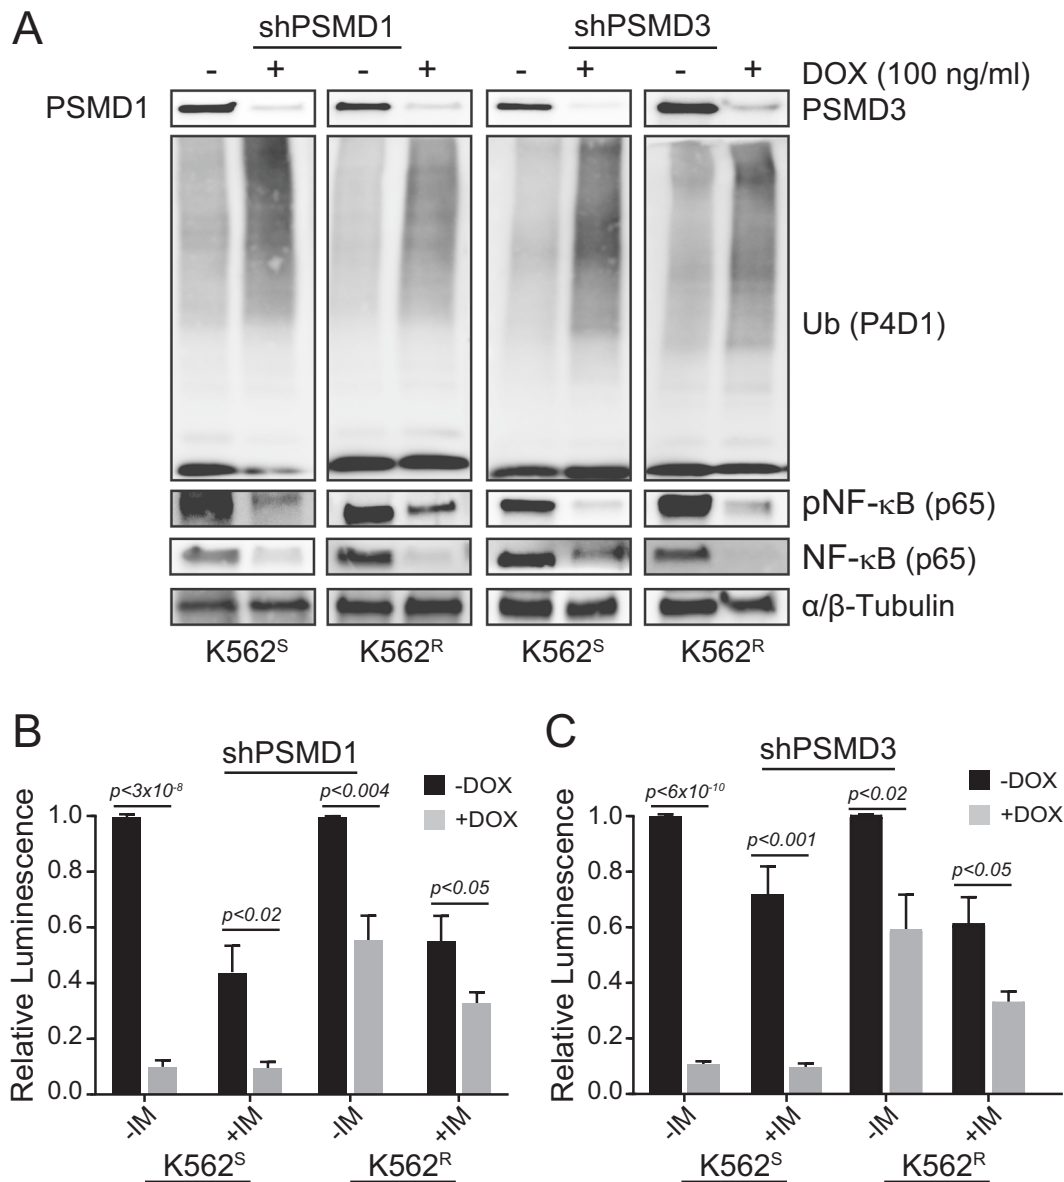 A
shPSMD1 shPSMD3
- + - + - + - + DOX (100 ng/ml)
PSMD1 PSMD3
Ub (P4D1)
pNF-κB (p65)
NF-κB (p65)
α/β-Tubulin
K562ᔆ K562ᴿ K562ᔆ K562ᴿ
B
shPSMD1
p<3x10⁻⁸
p<0.02
p<0.004
p<0.05
-DOX
+DOX
Relative Luminescence
1.0
0.8
0.6
0.4
0.2
0.0
-IM +IM -IM +IM
K562ᔆ K562ᴿ
C
shPSMD3
p<6x10⁻¹⁰
p<0.001
p<0.02
p<0.05
-DOX
+DOX
Relative Luminescence
1.0
0.8
0.6
0.4
0.2
0.0
-IM +IM -IM +IM
K562ᔆ K562ᴿ